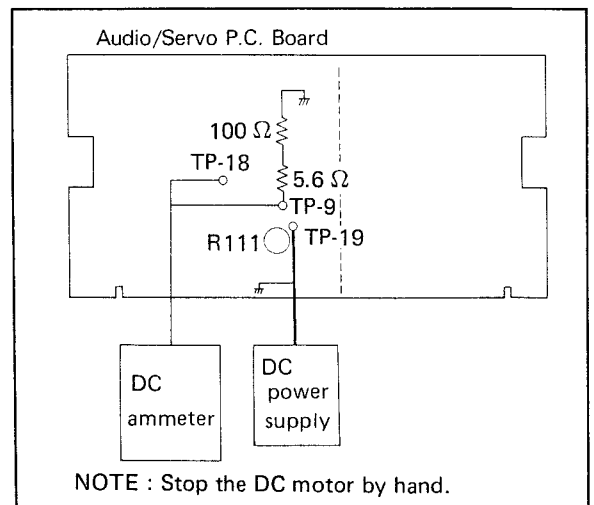 Audio/Servo P.C. Board
100 Ω
TP-18
5.6 Ω
TP-9
R111
TP-19
DC
ammeter
DC
power
supply
NOTE : Stop the DC motor by hand.